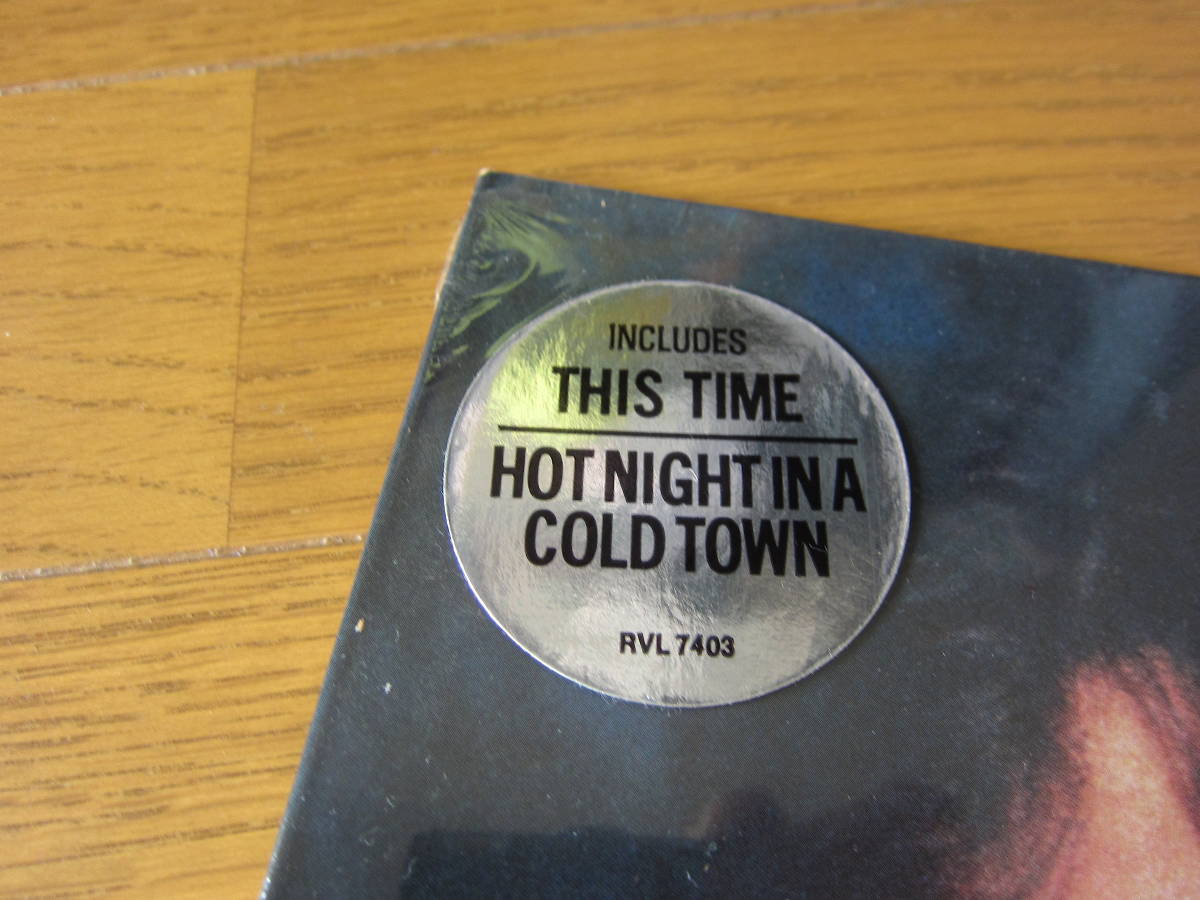 INCLUDES
THIS TIME
HOT NIGHT IN A
COLD TOWN
RVL 7403